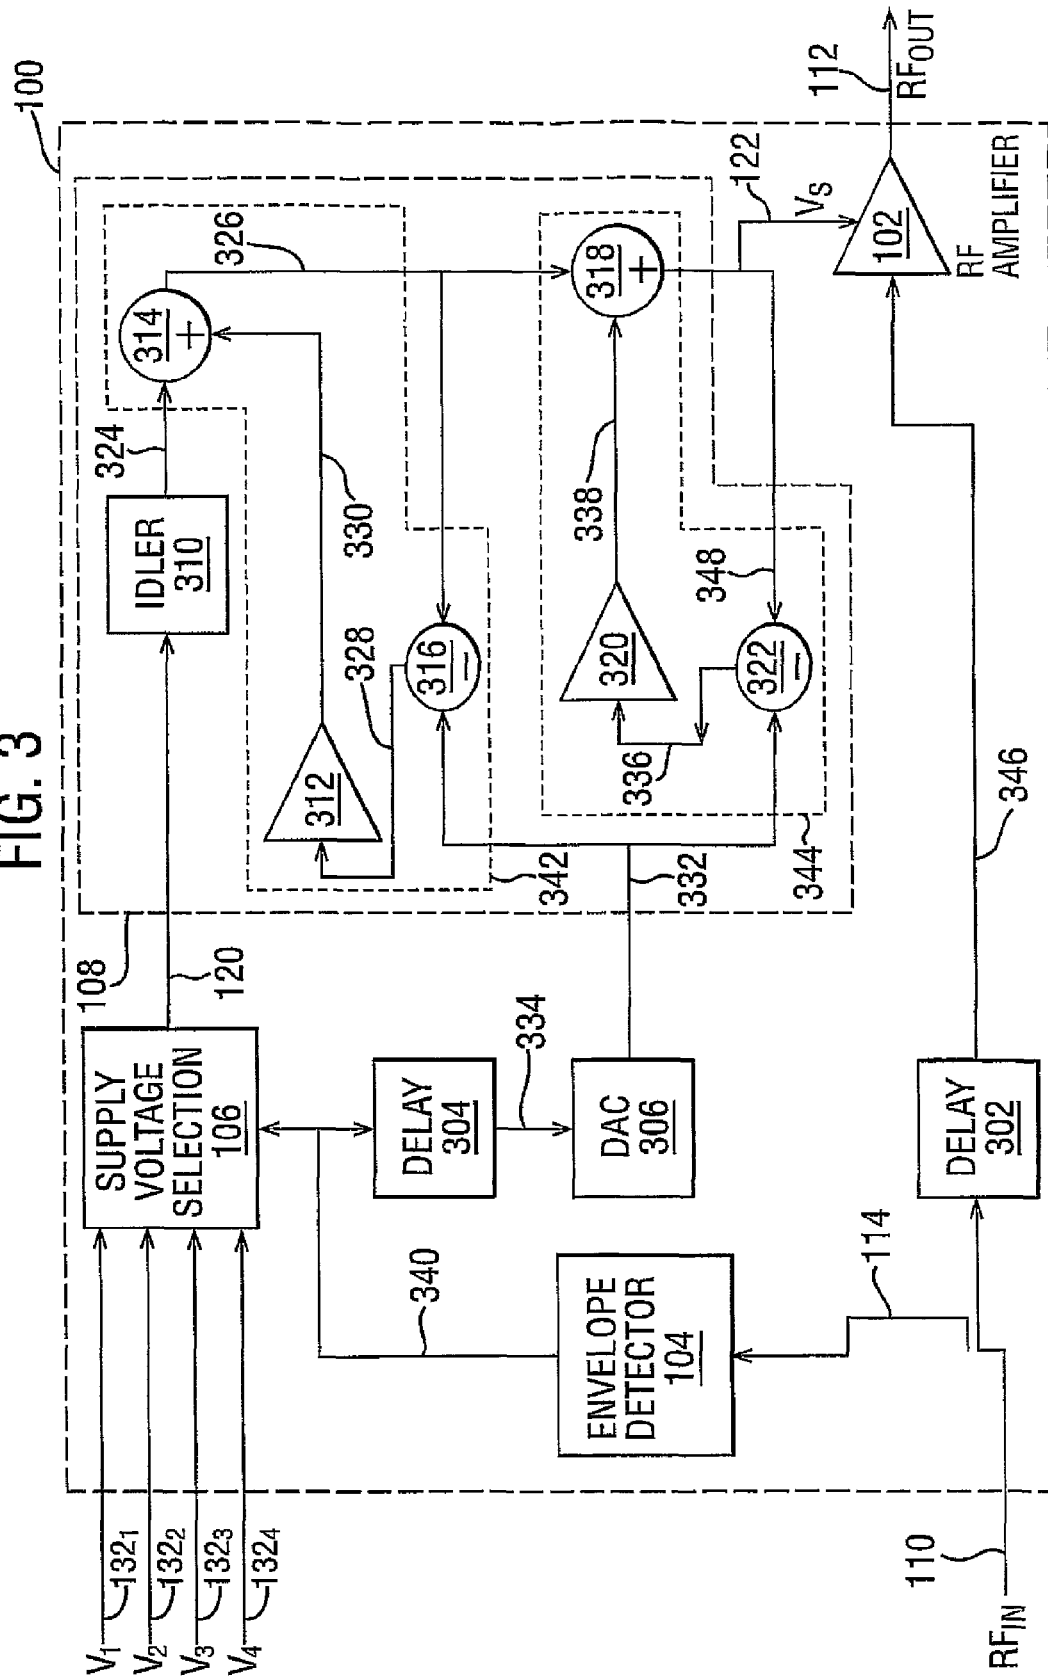 FIG. 3
100
108
342
344
V1
V2
V3
V4
132₁
132₂
132₃
132₄
SUPPLY
VOLTAGE
SELECTION
106
120
IDLER
310
324
314
+
326
312
330
328
316
–
340
DELAY
304
334
DAC
306
332
320
338
318
+
336
322
–
348
122
VS
ENVELOPE
DETECTOR
104
114
RFIN
110
DELAY
302
346
102
RF
AMPLIFIER
112
RFOUT